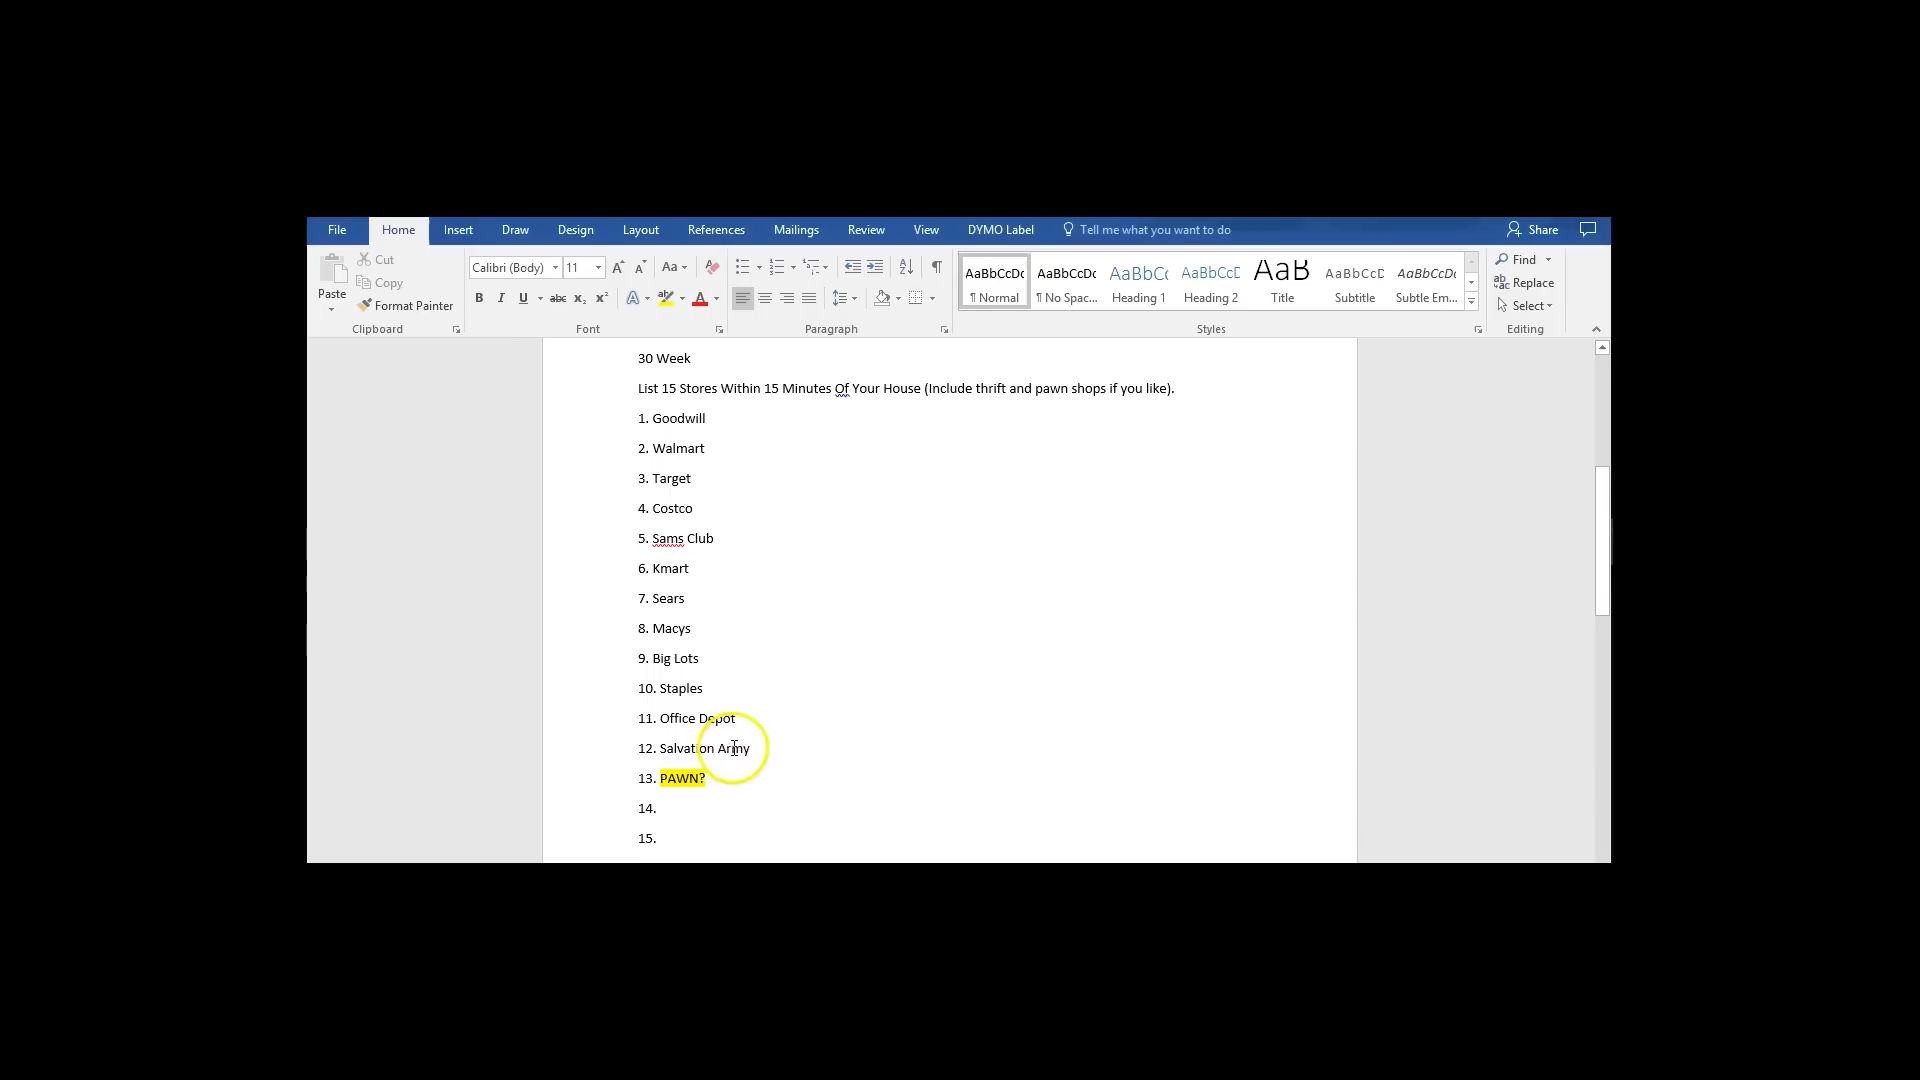 File Home Insert Draw Design Layout References Mailings Review View DYMO Label Tell me what you want to do Share
Paste Cut Copy Format Painter
Calibri (Body) 11 Aa
B I U abc x₂ x² A A
AaBbCcDc AaBbCcDc AaBbCc AaBbCcE AaB AaBbCcD AaBbCcDc
¶ Normal ¶ No Spac... Heading 1 Heading 2 Title Subtitle Subtle Em...
Find
Replace
Select
Clipboard Font Paragraph Styles Editing
30 Week
List 15 Stores Within 15 Minutes Of Your House (Include thrift and pawn shops if you like).
1. Goodwill
2. Walmart
3. Target
4. Costco
5. Sams Club
6. Kmart
7. Sears
8. Macys
9. Big Lots
10. Staples
11. Office Depot
12. Salvation Army
13. PAWN?
14.
15.